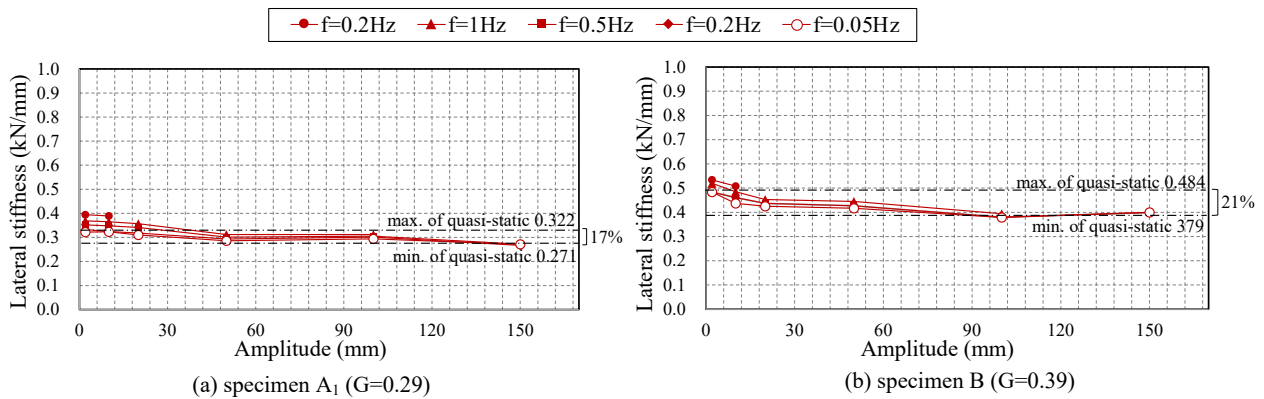 f=0.2Hz f=1Hz f=0.5Hz f=0.2Hz f=0.05Hz
Lateral stiffness (kN/mm)
1.0
0.9
0.8
0.7
0.6
0.5
0.4
0.3
0.2
0.1
0.0
max. of quasi-static 0.322
17%
min. of quasi-static 0.271
0 30 60 90 120 150
Amplitude (mm)
(a) specimen A₁ (G=0.29)
Lateral stiffness (kN/mm)
1.0
0.9
0.8
0.7
0.6
0.5
0.4
0.3
0.2
0.1
0.0
max. of quasi-static 0.484
21%
min. of quasi-static 379
0 30 60 90 120 150
Amplitude (mm)
(b) specimen B (G=0.39)